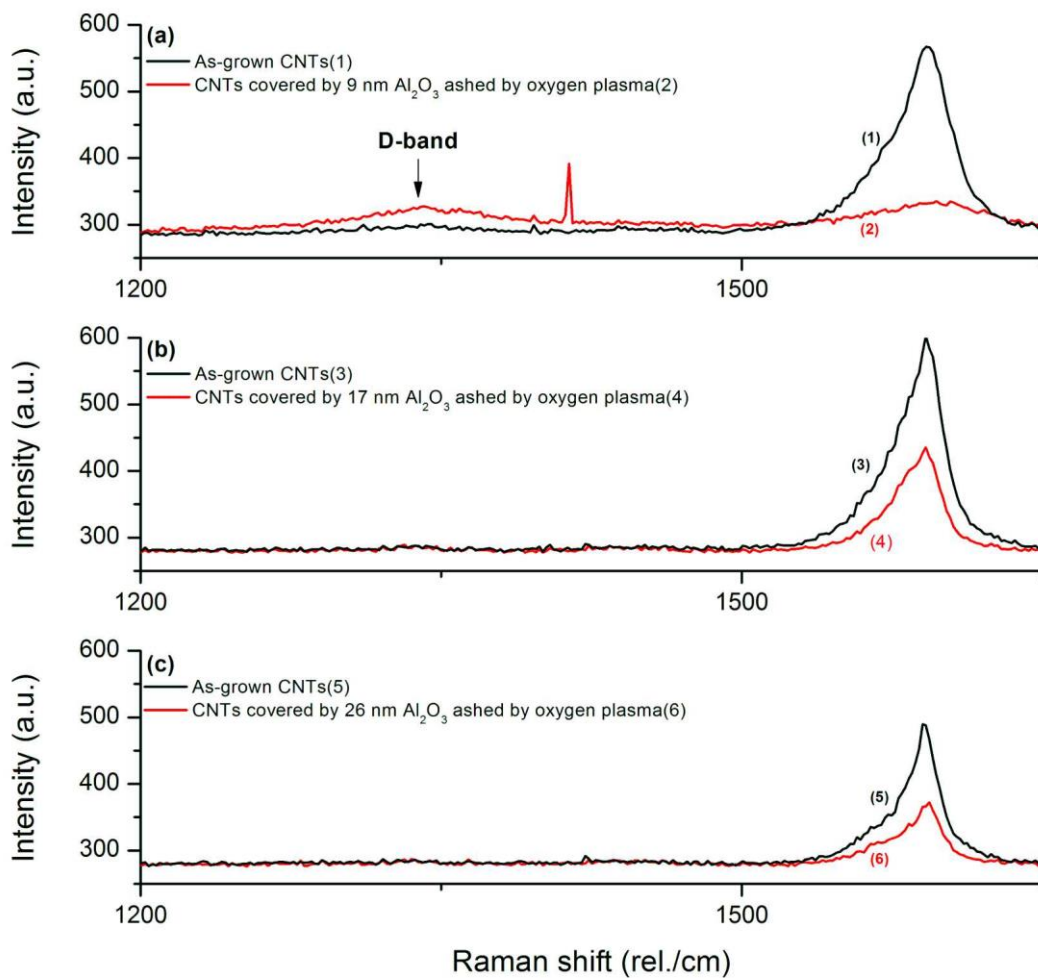 600
(a)
As-grown CNTs(1)
500
CNTs covered by 9 nm Al₂O₃ ashed by oxygen plasma(2)
D-band
(1)
400
300
(2)
1200
1500
Intensity (a.u.)
600
(b)
As-grown CNTs(3)
500
CNTs covered by 17 nm Al₂O₃ ashed by oxygen plasma(4)
(3)
400
(4)
300
1200
1500
Intensity (a.u.)
600
(c)
As-grown CNTs(5)
500
CNTs covered by 26 nm Al₂O₃ ashed by oxygen plasma(6)
400
(5)
(6)
300
1200
1500
Intensity (a.u.)
Raman shift (rel./cm)